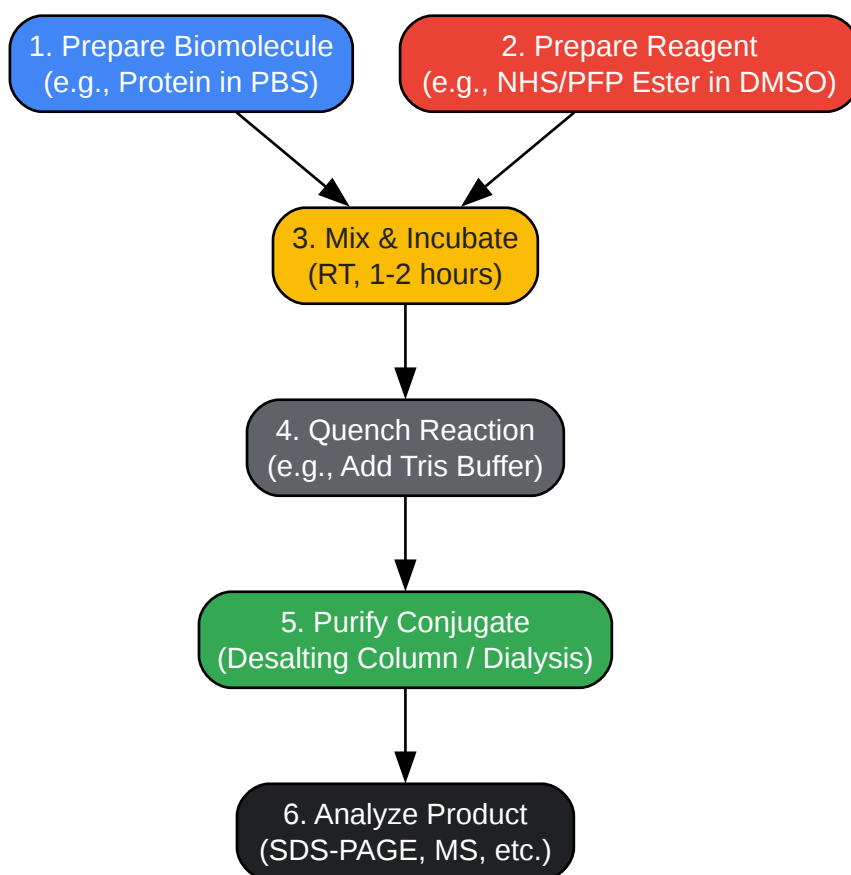 1. Prepare Biomolecule
(e.g., Protein in PBS)
2. Prepare Reagent
(e.g., NHS/PFP Ester in DMSO)
3. Mix & Incubate
(RT, 1-2 hours)
4. Quench Reaction
(e.g., Add Tris Buffer)
5. Purify Conjugate
(Desalting Column / Dialysis)
6. Analyze Product
(SDS-PAGE, MS, etc.)